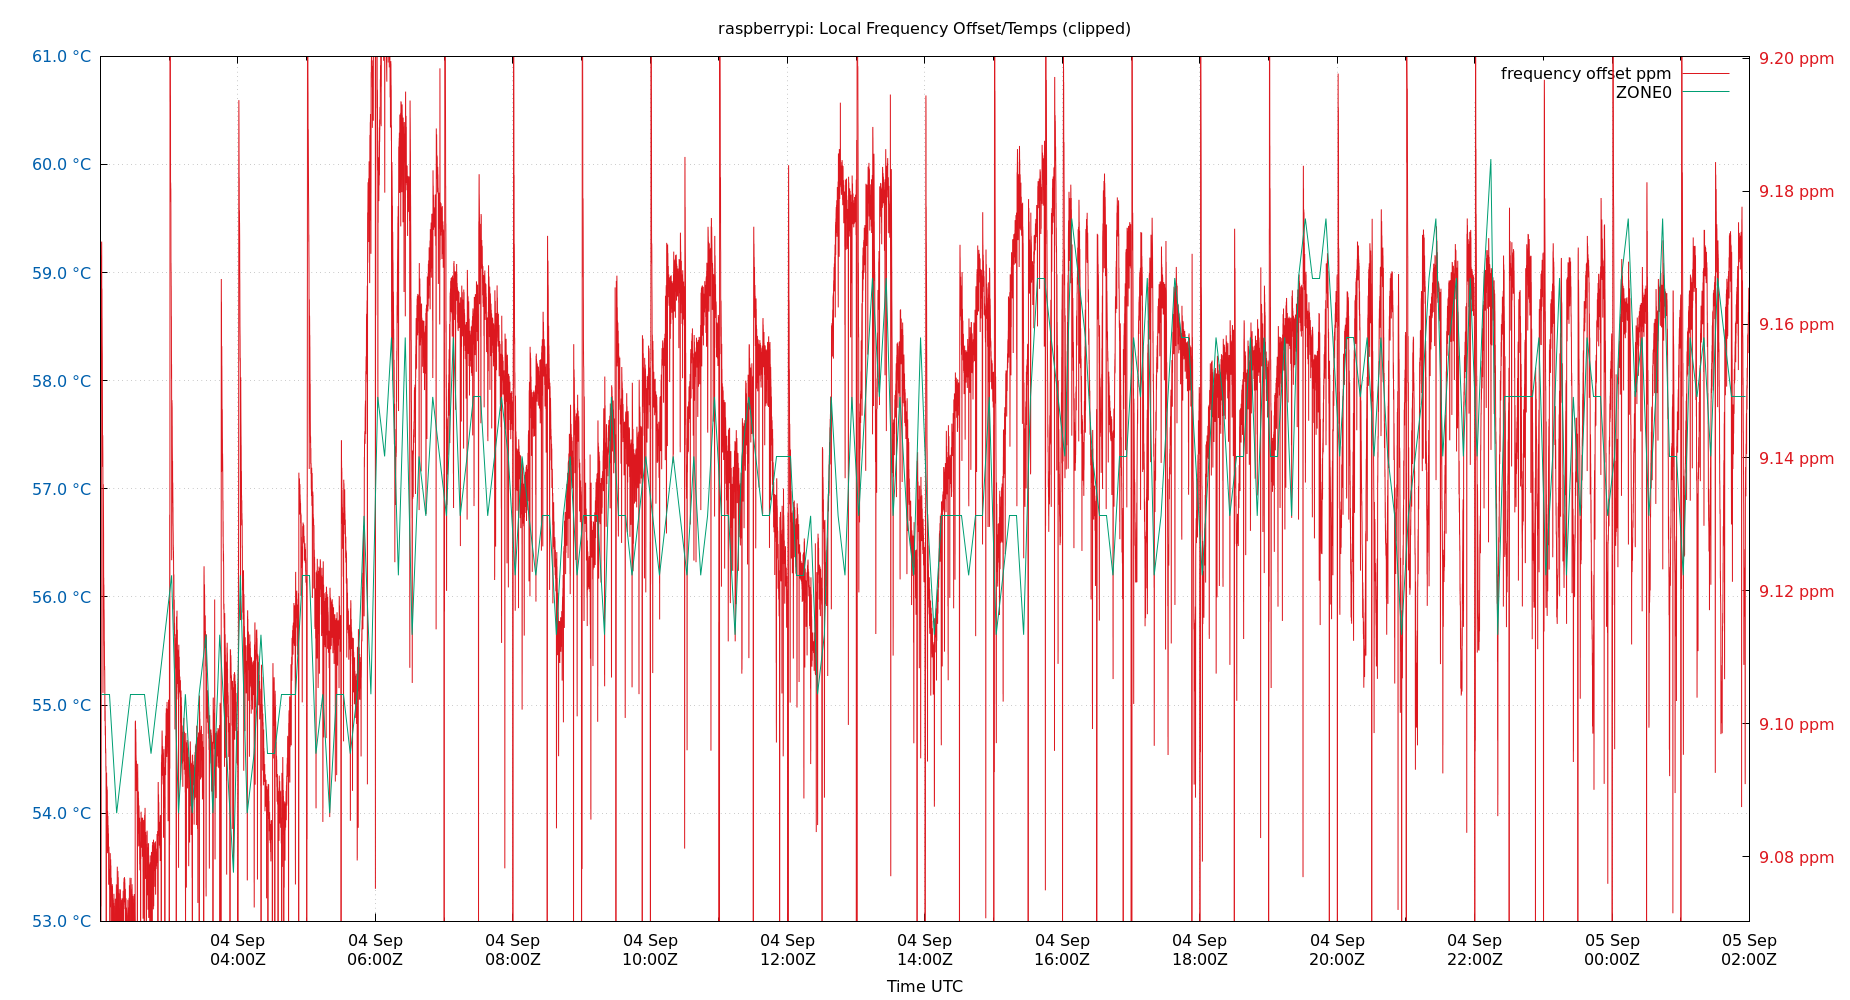 raspberrypi: Local Frequency Offset/Temps (clipped)
61.0 °C
60.0 °C
59.0 °C
58.0 °C
57.0 °C
56.0 °C
55.0 °C
54.0 °C
53.0 °C
9.20 ppm
9.18 ppm
9.16 ppm
9.14 ppm
9.12 ppm
9.10 ppm
9.08 ppm
frequency offset ppm
ZONE0
04 Sep
04:00Z
04 Sep
06:00Z
04 Sep
08:00Z
04 Sep
10:00Z
04 Sep
12:00Z
04 Sep
14:00Z
04 Sep
16:00Z
04 Sep
18:00Z
04 Sep
20:00Z
04 Sep
22:00Z
05 Sep
00:00Z
05 Sep
02:00Z
Time UTC